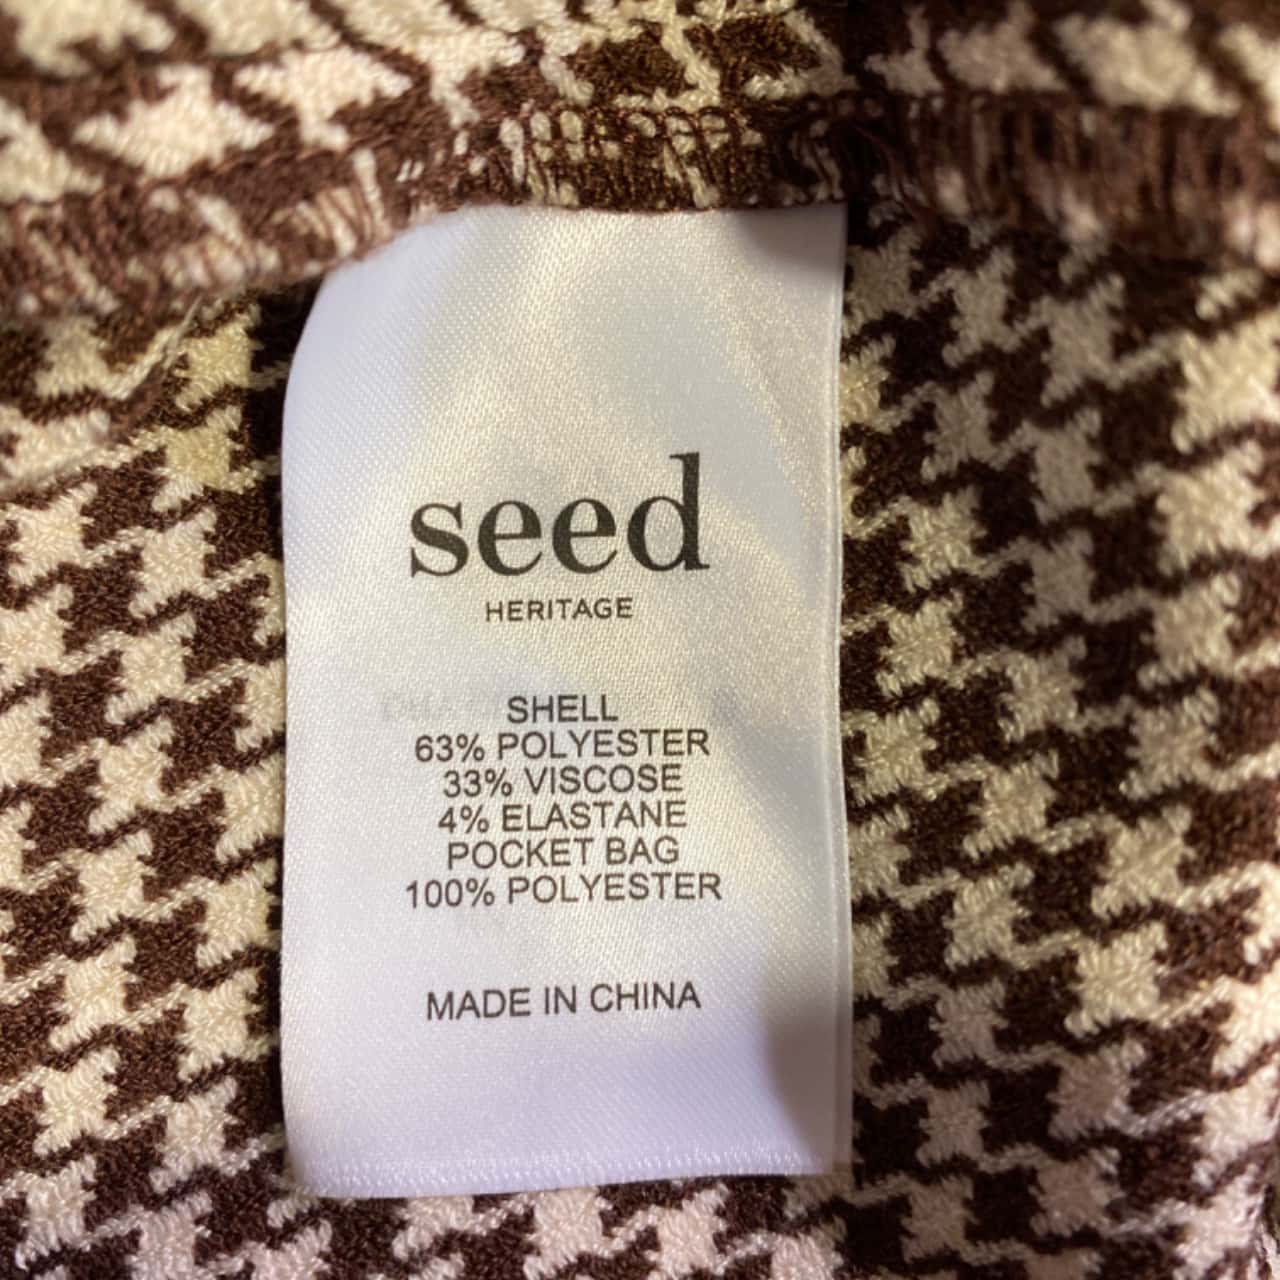 seed
HERITAGE
SHELL
63% POLYESTER
33% VISCOSE
4% ELASTANE
POCKET BAG
100% POLYESTER
MADE IN CHINA